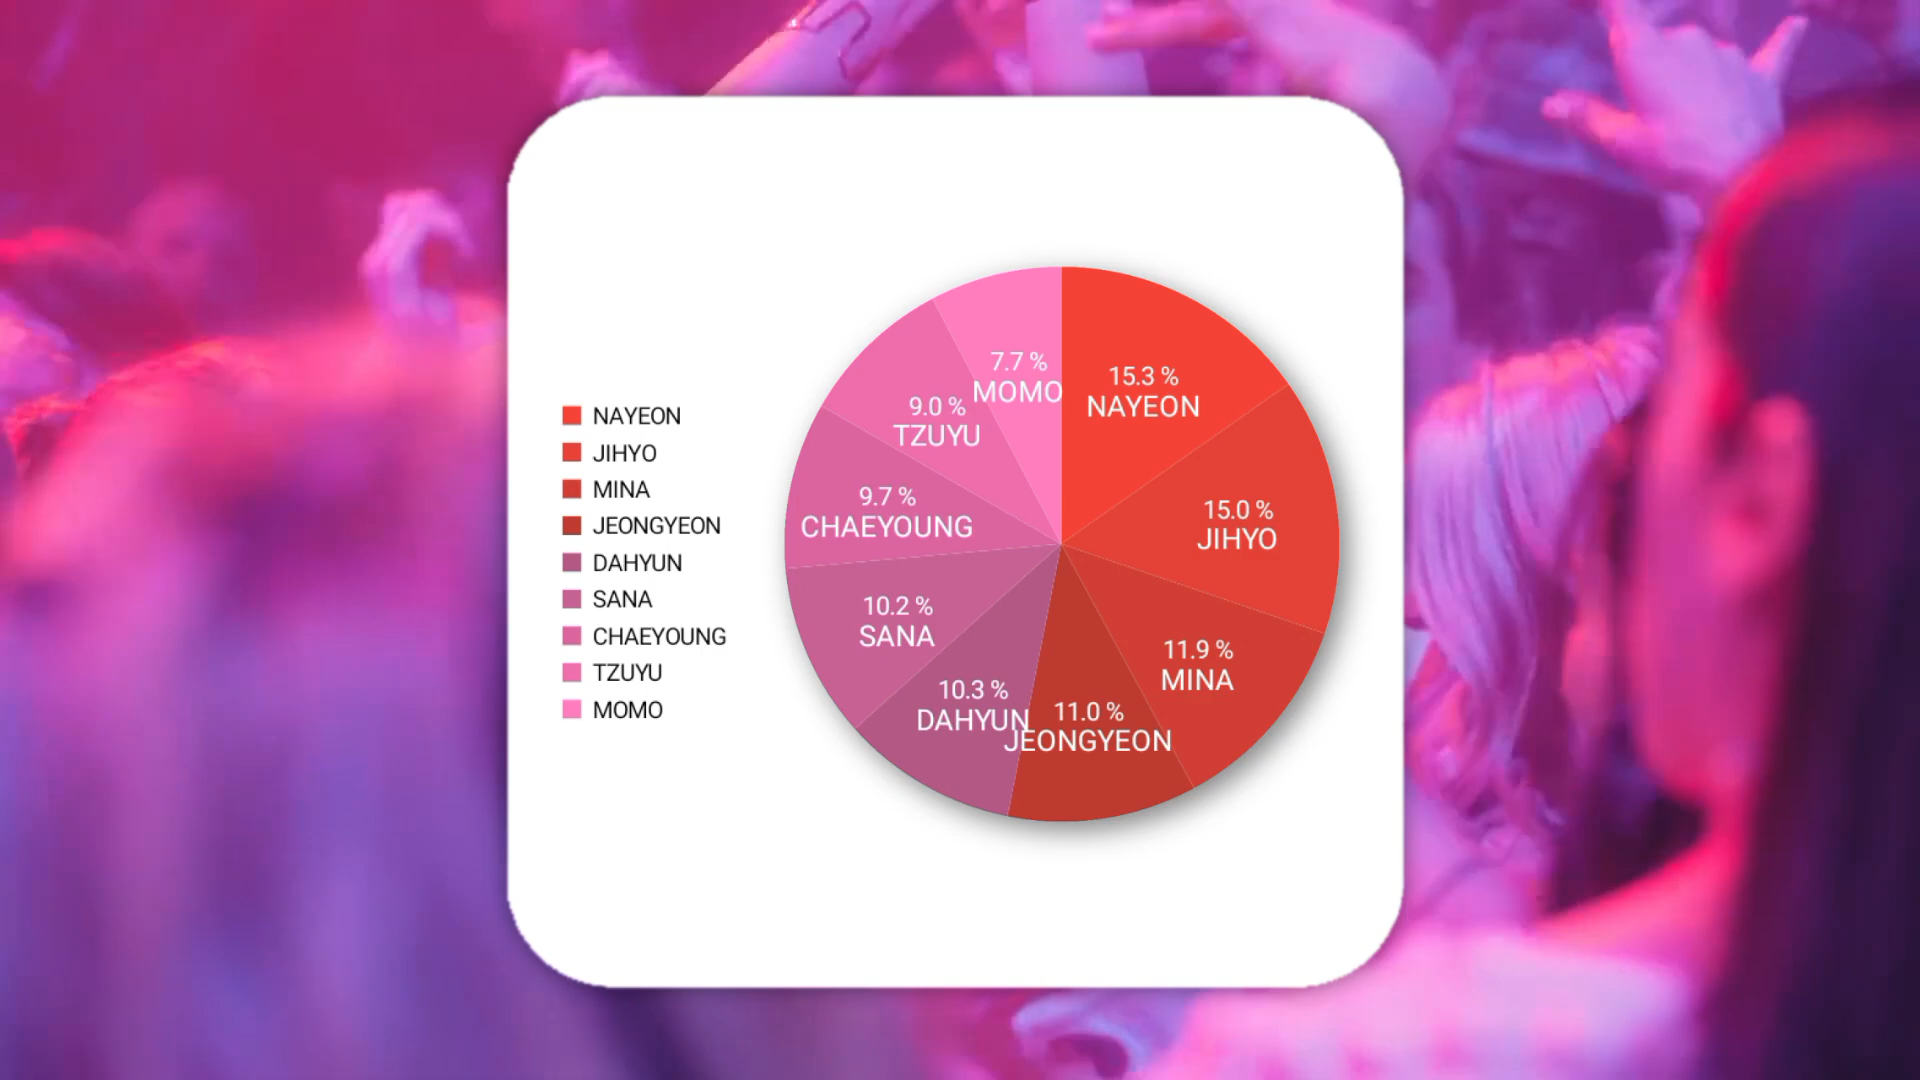 NAYEON
JIHYO
MINA
JEONGYEON
DAHYUN
SANA
CHAEYOUNG
TZUYU
MOMO
7.7 %
MOMO
15.3 %
NAYEON
9.0 %
TZUYU
9.7 %
CHAEYOUNG
15.0 %
JIHYO
10.2 %
SANA
11.9 %
MINA
10.3 %
DAHYUN
11.0 %
JEONGYEON